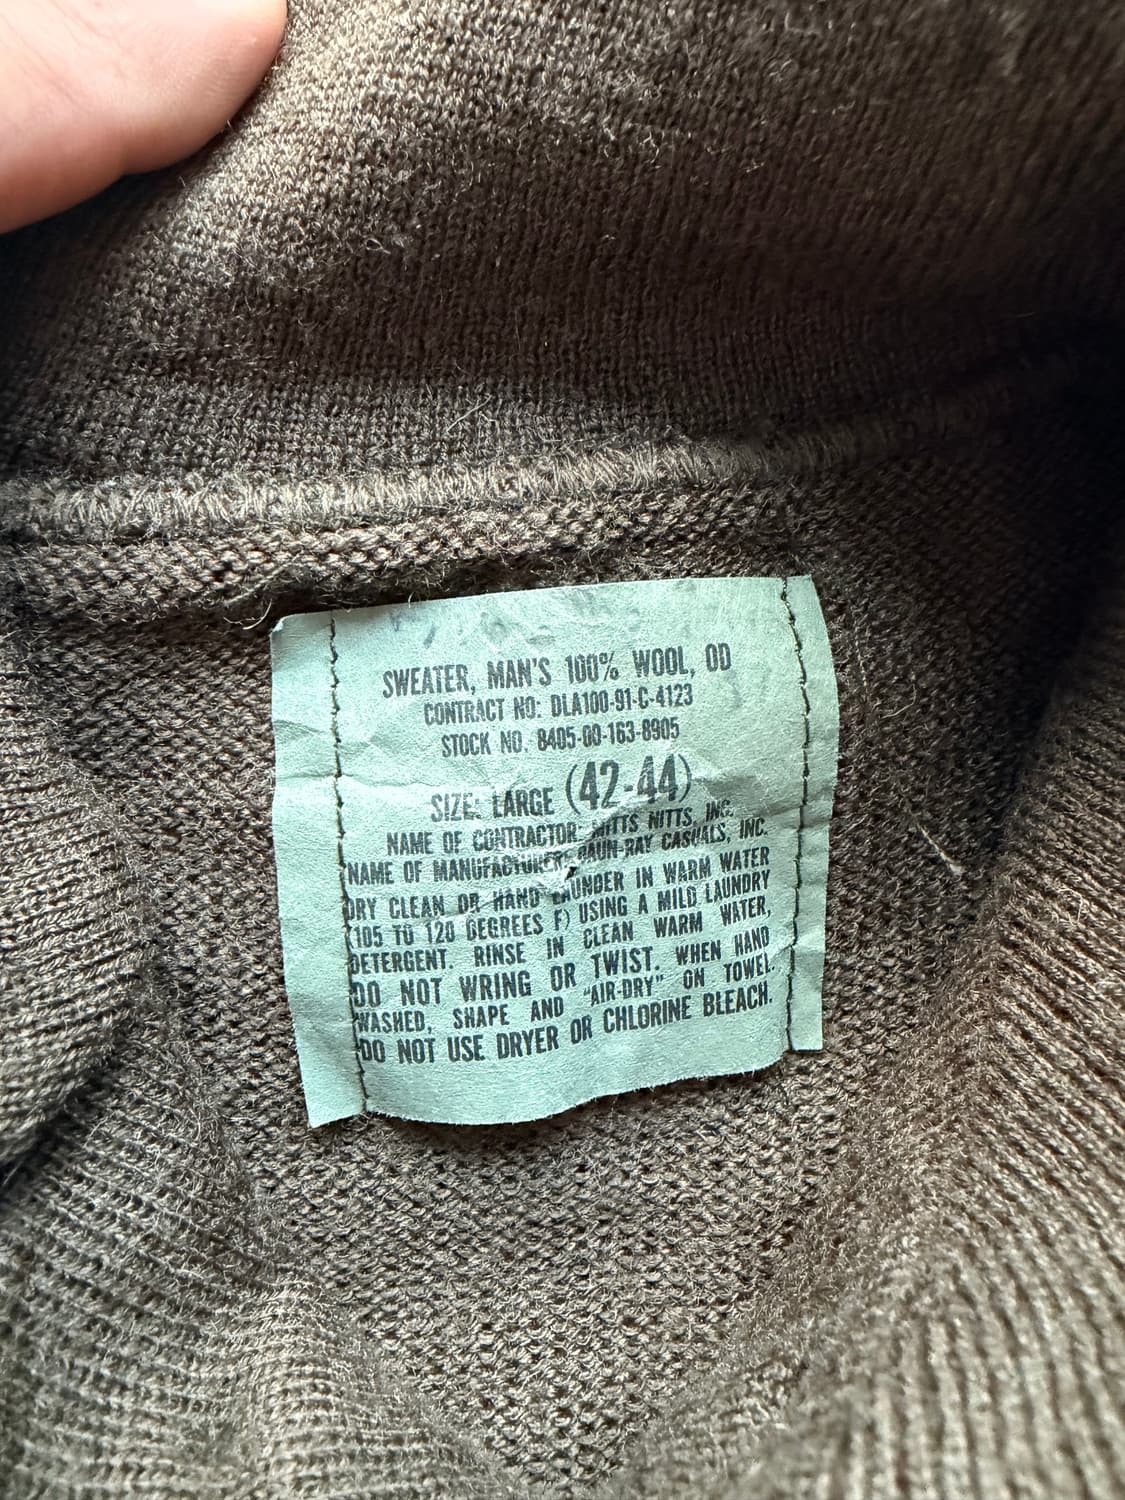 SWEATER, MAN'S 100% WOOL, OD
CONTRACT NO: DLA100-91-C-4123
STOCK NO. 8405-00-163-8905
SIZE: LARGE (42-44)
NAME OF CONTRACTOR: NITTS NITTS, INC.
NAME OF MANUFACTURER: RAY CASUALS, INC.
DRY CLEAN OR HAND LAUNDER IN WARM WATER
(105 TO 120 DEGREES F) USING A MILD LAUNDRY
DETERGENT. RINSE IN CLEAN WARM WATER,
DO NOT WRING OR TWIST. WHEN HAND
WASHED, SHAPE AND "AIR-DRY" ON TOWEL.
DO NOT USE DRYER OR CHLORINE BLEACH.